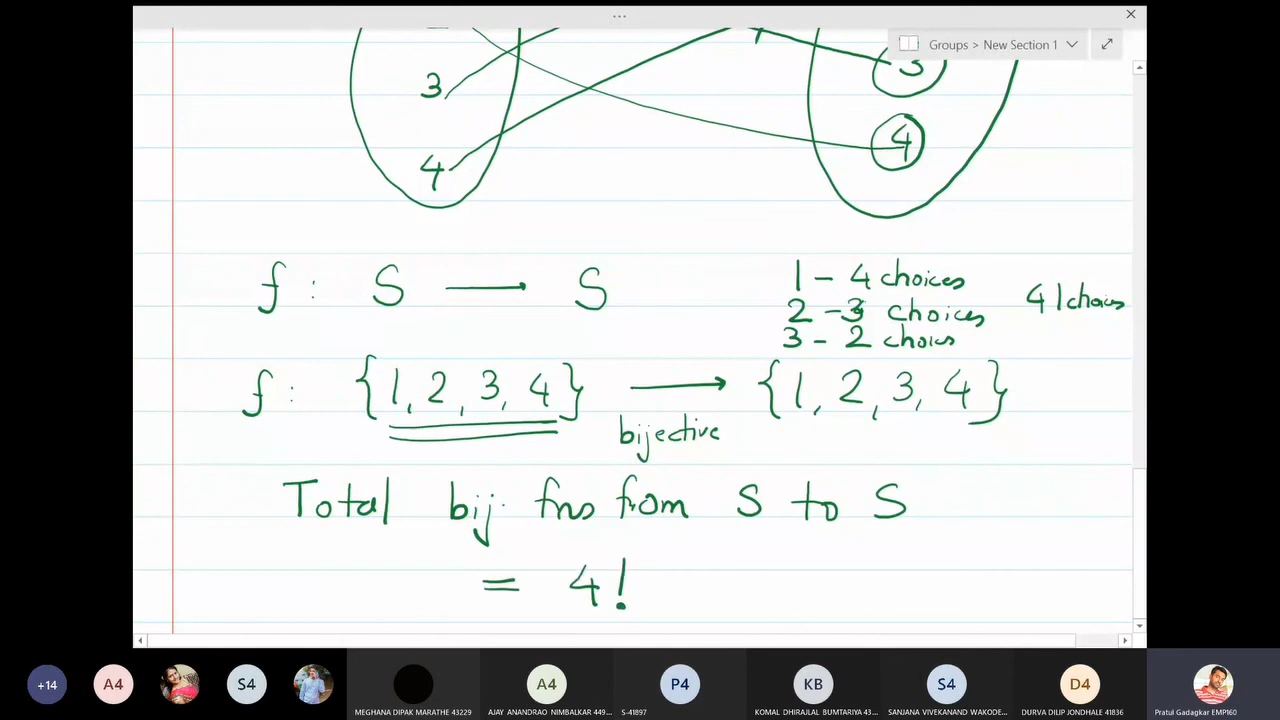 ...
Groups > New Section 1
3
3
4
4
f : S → S
1 - 4 choices
2 - 3 choices
3 - 2 choics
4 | choics
f : {1, 2, 3, 4} → {1, 2, 3, 4}
bijective
Total bij. fns from S to S
= 4!
+14
A4
S4
A4
P4
KB
S4
D4
MEGHANA DIPAK MARATHE 43229
AJAY ANANDRAO NIMBALKAR 449...
S-41897
KOMAL DHIRAJLAL BUMTARIYA 43...
SANJANA VIVEKANAND WAKODE...
DURVA DILIP JONDHALE 41836
Pratul Gadagkar EMP160